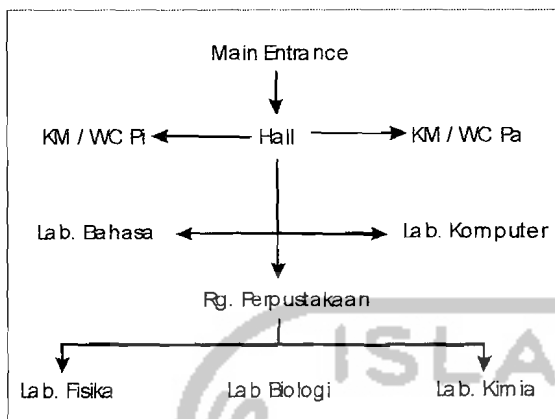 Main Entrance
KM / WC Pi Hall KM / WC Pa
Lab. Bahasa Lab. Komputer
Rg. Perpustakaan
Lab. Fisika Lab Biologi Lab. Kimia
ISLA